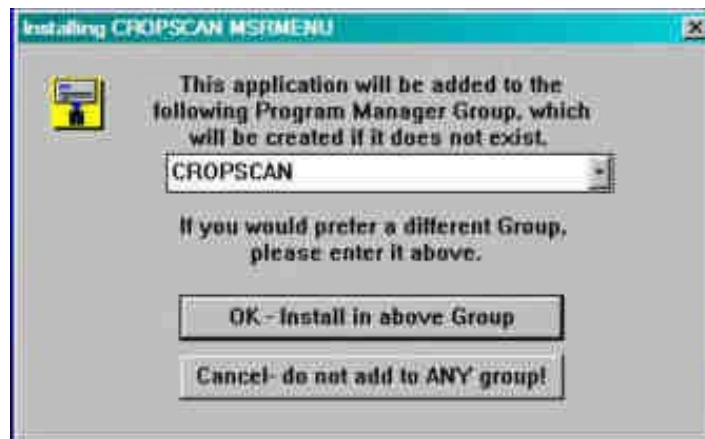 Installing CROPSCAN MSRMENU
This application will be added to the
following Program Manager Group, which
will be created if it does not exist.
CROPSCAN
If you would prefer a different Group,
please enter it above.
OK - Install in above Group
Cancel- do not add to ANY group!